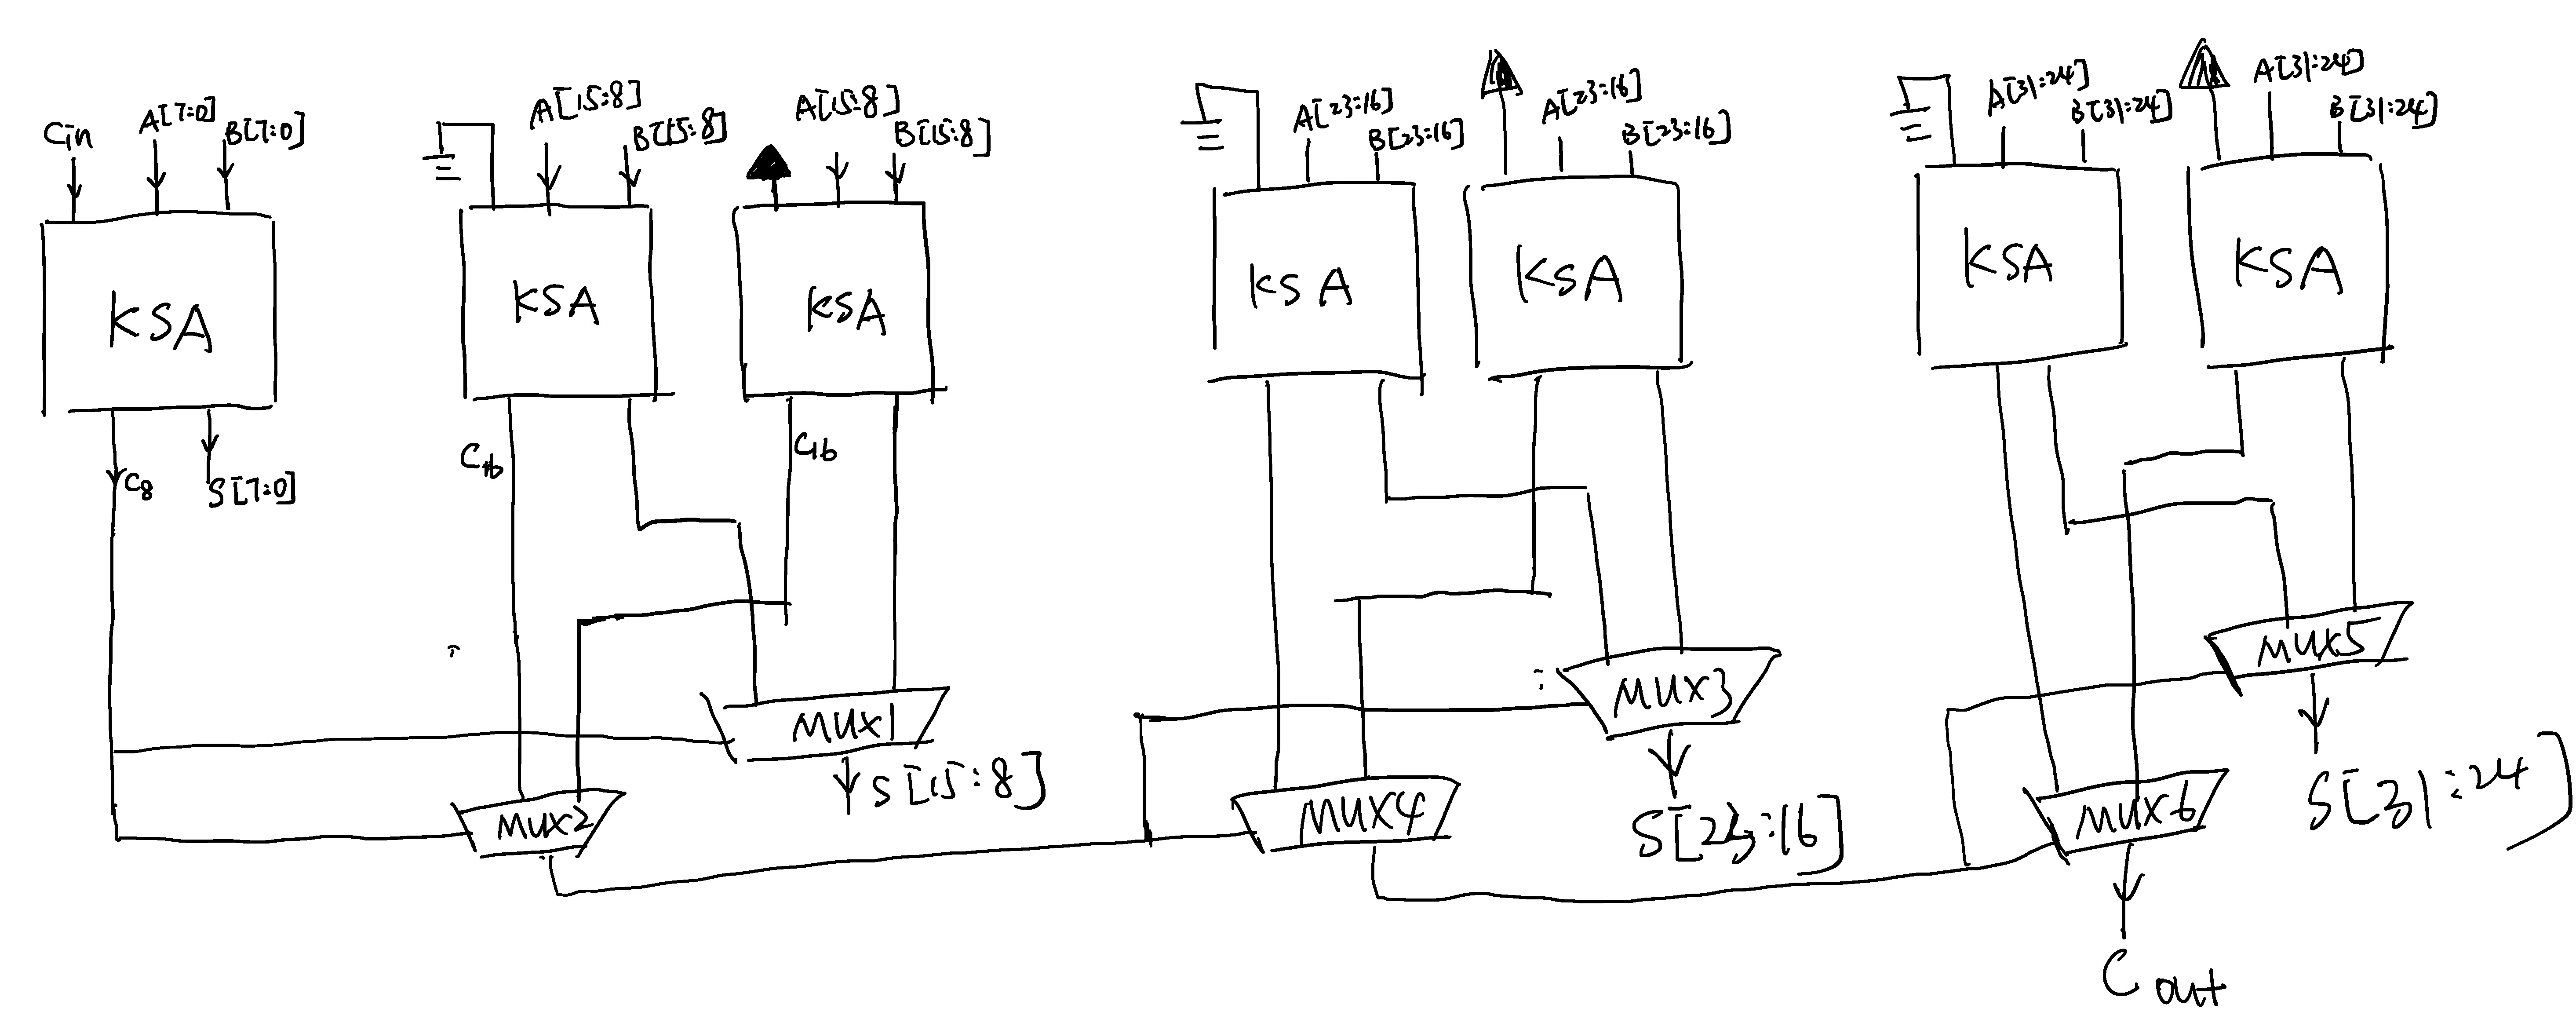 Cin
A[7:0]
B[7:0]
KSA
C8
S[7:0]
A[15:8]
B[15:8]
KSA
C16
A[15:8]
B[15:8]
KSA
C16
MUX1
S[15:8]
MUX2
A[23:16]
B[23:16]
KSA
A[23:16]
B[23:16]
KSA
MUX3
S[23:16]
MUX4
A[31:24]
B[31:24]
KSA
A[31:24]
B[31:24]
KSA
MUX5
S[31:24]
MUX6
Cout